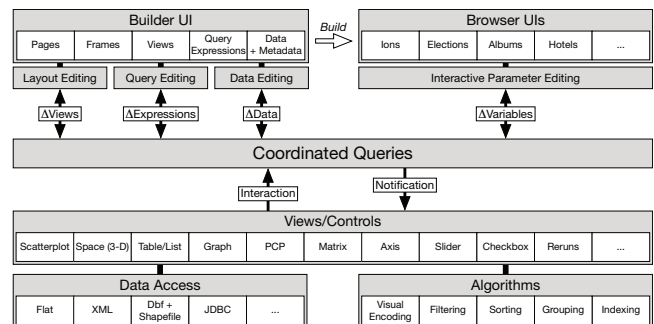 Builder UI
Build
Browser UIs
Pages
Frames
Views
Query
Expressions
Data
+ Metadata
Ions
Elections
Albums
Hotels
...
Layout Editing
Query Editing
Data Editing
Interactive Parameter Editing
ΔViews
ΔExpressions
ΔData
ΔVariables
Coordinated Queries
Interaction
Notification
Views/Controls
Scatterplot
Space (3-D)
Table/List
Graph
PCP
Matrix
Axis
Slider
Checkbox
Reruns
...
Data Access
Algorithms
Flat
XML
Dbf +
Shapefile
JDBC
...
Visual
Encoding
Filtering
Sorting
Grouping
Indexing